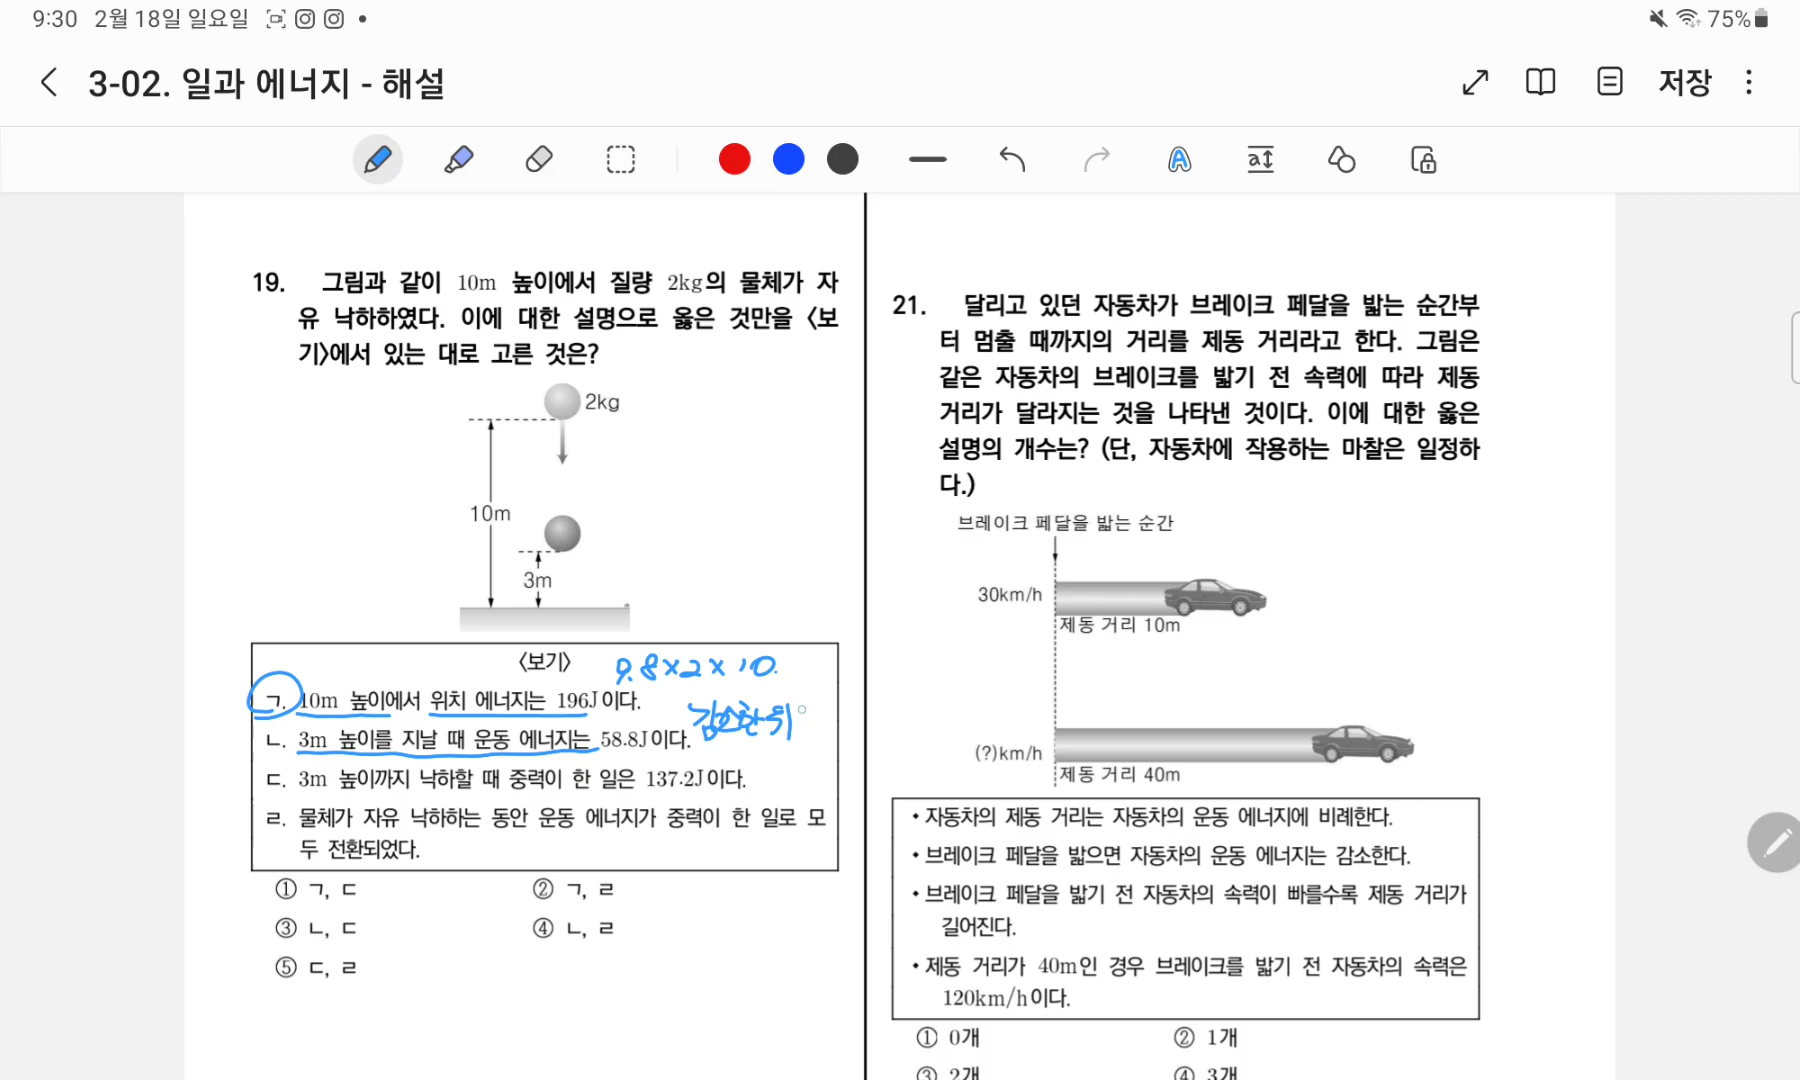 9:30 2월 18일 일요일
75%
3-02. 일과 에너지 - 해설
저장
19. 그림과 같이 10m 높이에서 질량 2kg의 물체가 자
유 낙하하였다. 이에 대한 설명으로 옳은 것만을 〈보
기〉에서 있는 대로 고른 것은?
2kg
10m
3m
〈보기〉
9.8×2×10.
ㄱ. 10m 높이에서 위치 에너지는 196J이다.
감소한 위
ㄴ. 3m 높이를 지날 때 운동 에너지는 58.8J이다.
ㄷ. 3m 높이까지 낙하할 때 중력이 한 일은 137.2J이다.
ㄹ. 물체가 자유 낙하하는 동안 운동 에너지가 중력이 한 일로 모
두 전환되었다.
① ㄱ, ㄷ ② ㄱ, ㄹ
③ ㄴ, ㄷ ④ ㄴ, ㄹ
⑤ ㄷ, ㄹ
21. 달리고 있던 자동차가 브레이크 페달을 밟는 순간부
터 멈출 때까지의 거리를 제동 거리라고 한다. 그림은
같은 자동차의 브레이크를 밟기 전 속력에 따라 제동
거리가 달라지는 것을 나타낸 것이다. 이에 대한 옳은
설명의 개수는? (단, 자동차에 작용하는 마찰은 일정하
다.)
브레이크 페달을 밟는 순간
30km/h
제동 거리 10m
(?)km/h
제동 거리 40m
• 자동차의 제동 거리는 자동차의 운동 에너지에 비례한다.
• 브레이크 페달을 밟으면 자동차의 운동 에너지는 감소한다.
• 브레이크 페달을 밟기 전 자동차의 속력이 빠를수록 제동 거리가
길어진다.
• 제동 거리가 40m인 경우 브레이크를 밟기 전 자동차의 속력은
120km/h이다.
① 0개 ② 1개
③ 2개 ④ 3개